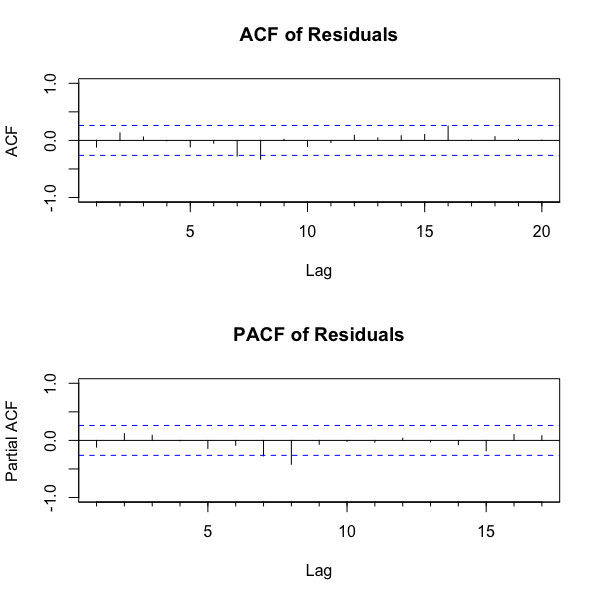 ACF of Residuals
ACF
1.0
0.0
-1.0
5 10 15 20
Lag
PACF of Residuals
Partial ACF
1.0
0.0
-1.0
5 10 15
Lag